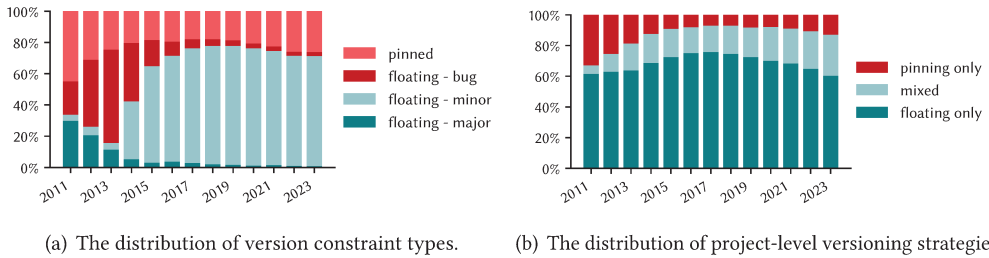 100%
80%
60%
40%
20%
0%
2011
2013
2015
2017
2019
2021
2023
pinned
floating - bug
floating - minor
floating - major
(a) The distribution of version constraint types.
100%
80%
60%
40%
20%
0%
2011
2013
2015
2017
2019
2021
2023
pinning only
mixed
floating only
(b) The distribution of project-level versioning strategie